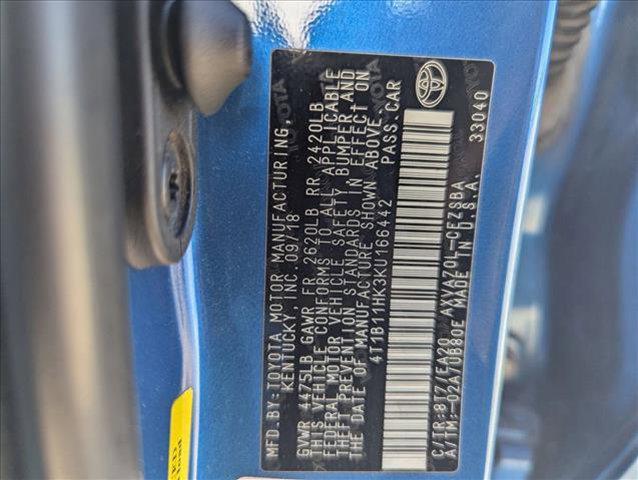 MFD.BY:TOYOTA MOTOR MANUFACTURING,
KENTUCKY, INC. 09/18
GVWR 4475LB GAWR FR 2620LB RR 2420LB
THIS VEHICLE CONFORMS TO ALL APPLICABLE
FEDERAL MOTOR VEHICLE SAFETY, BUMPER, AND
THEFT PREVENTION STANDARDS IN EFFECT ON
THE DATE OF MANUFACTURE SHOWN ABOVE.
4T1B11HK3KU166442 PASS.CAR
C/TR:8T7/EA20 AXVA70L-CEZSBA
A/TM:-02A/UB80E MADE IN U.S.A. 33040
TOYOTA